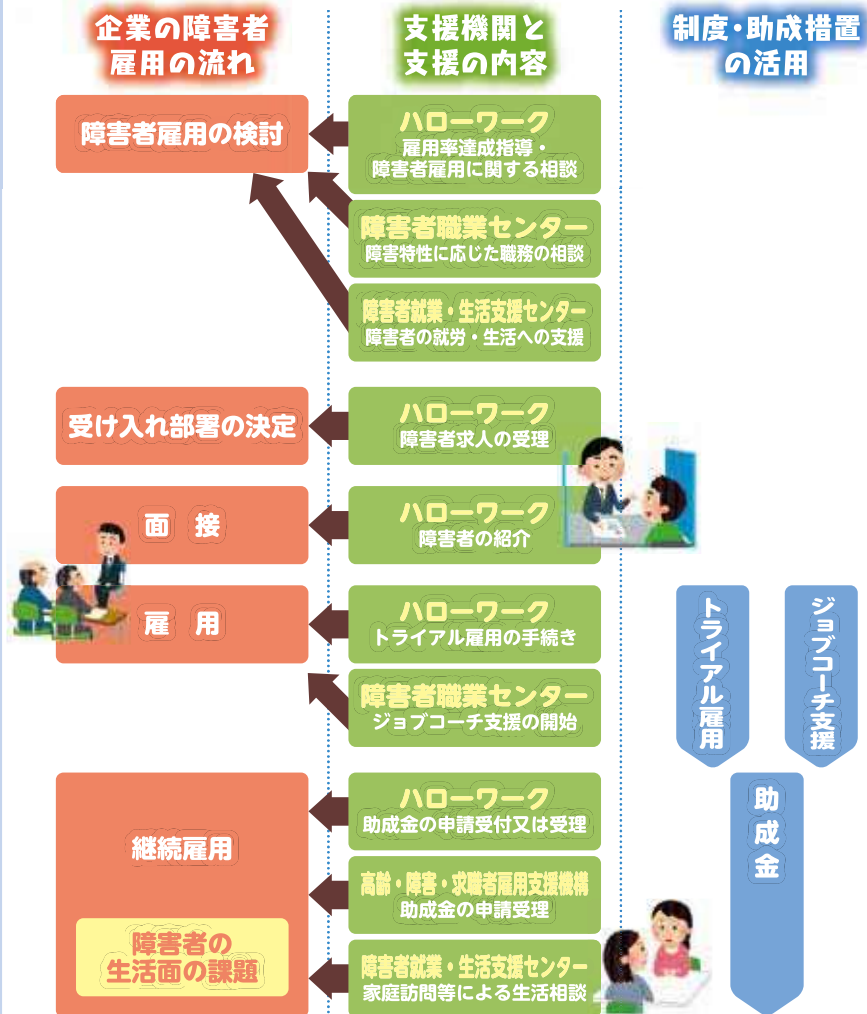 企業の障害者
雇用の流れ
支援機関と
支援の内容
制度・助成措置
の活用
障害者雇用の検討
ハローワーク
雇用率達成指導・
障害者雇用に関する相談
障害者職業センター
障害特性に応じた職務の相談
障害者就業・生活支援センター
障害者の就労・生活への支援
受け入れ部署の決定
ハローワーク
障害者求人の受理
面 接
ハローワーク
障害者の紹介
雇 用
ハローワーク
トライアル雇用の手続き
障害者職業センター
ジョブコーチ支援の開始
トライアル雇用
ジョブコーチ支援
継続雇用
障害者の
生活面の課題
ハローワーク
助成金の申請受付又は受理
高齢・障害・求職者雇用支援機構
助成金の申請受理
障害者就業・生活支援センター
家庭訪問等による生活相談
助成金